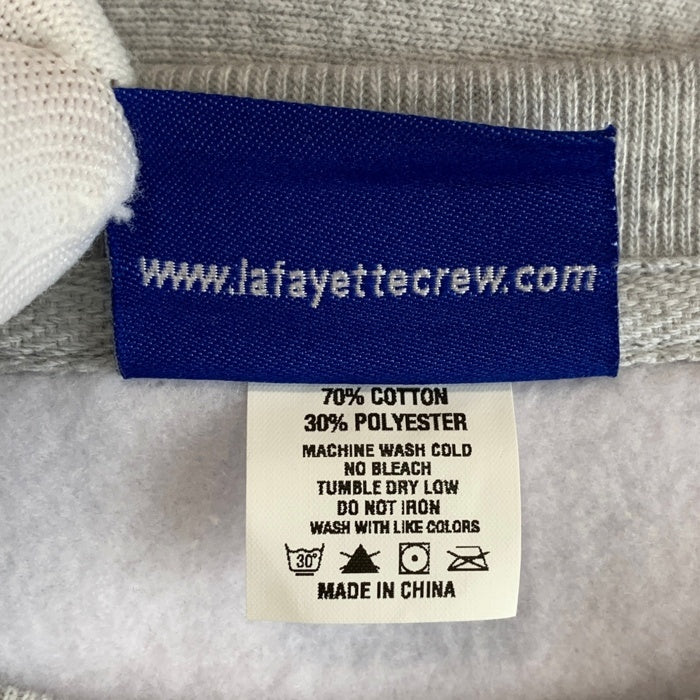 www.lafayettecrew.com
70% COTTON
30% POLYESTER
MACHINE WASH COLD
NO BLEACH
TUMBLE DRY LOW
DO NOT IRON
WASH WITH LIKE COLORS
30°
MADE IN CHINA